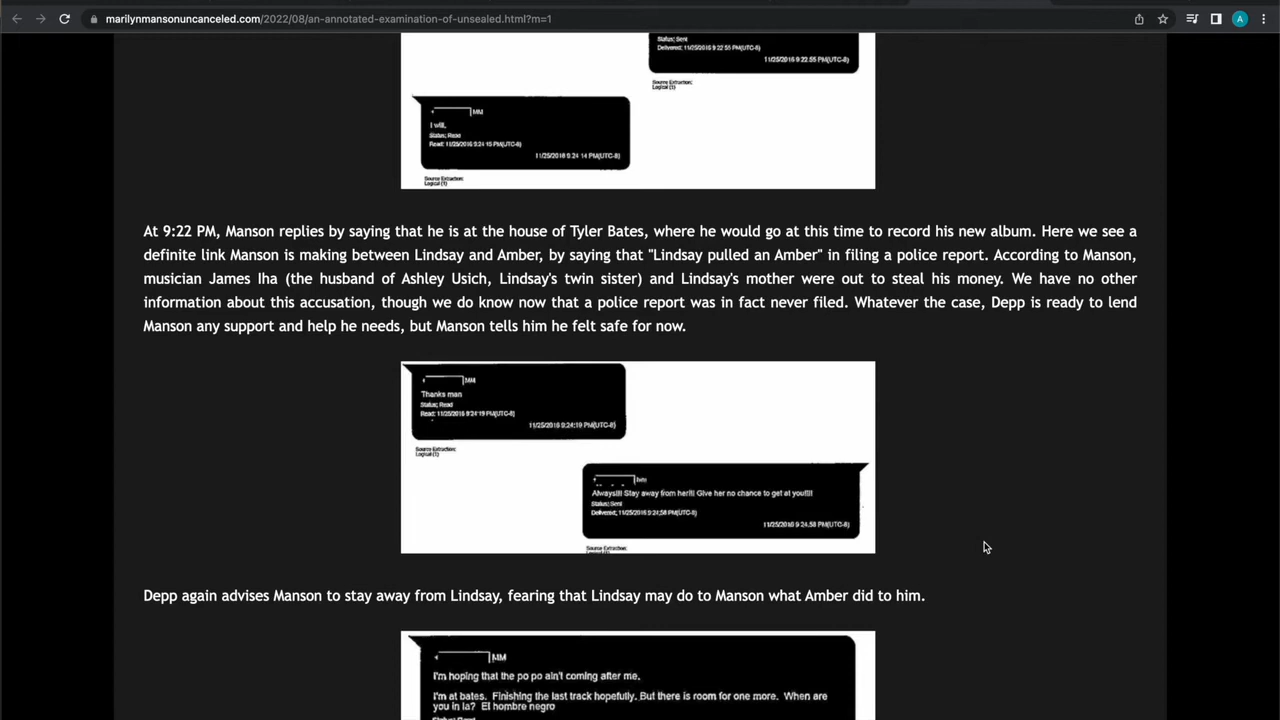 marilynmansonuncanceled.com/2022/08/an-annotated-examination-of-unsealed.html?m=1
A
Status: Sent
Delivered: 11/25/2016 9 22 55 PM(UTC-8)
11/25/2016 9:22.55 PM(UTC-8)
Source Extraction:
Logical (1)
+ MM
I will.
Status: Read
Read: 11/25/2016 9:24 15 PM(UTC-8)
11/25/2016 9:24 14 PM(UTC-8)
Source Extraction:
Logical (1)
At 9:22 PM, Manson replies by saying that he is at the house of Tyler Bates, where he would go at this time to record his new album. Here we see a
definite link Manson is making between Lindsay and Amber, by saying that "Lindsay pulled an Amber" in filing a police report. According to Manson,
musician James Iha (the husband of Ashley Usich, Lindsay's twin sister) and Lindsay's mother were out to steal his money. We have no other
information about this accusation, though we do know now that a police report was in fact never filed. Whatever the case, Depp is ready to lend
Manson any support and help he needs, but Manson tells him he felt safe for now.
+ MM
Thanks man
Status: Read
Read: 11/25/2016 9:24:19 PM(UTC-8)
11/25/2016 9:24:19 PM(UTC-8)
Source Extraction:
Logical (1)
Always!!! Stay away from her!!! Give her no chance to get at you!!!!
Status: Sent
Delivered: 11/25/2016 9:24:58 PM(UTC-8)
11/25/2016 9 24.58 PM(UTC-8)
Source Extraction:
Depp again advises Manson to stay away from Lindsay, fearing that Lindsay may do to Manson what Amber did to him.
MM
I'm hoping that the po po ain't coming after me.
I'm at bates. Finishing the last track hopefully. But there is room for one more. When are
you in la? El hombre negro